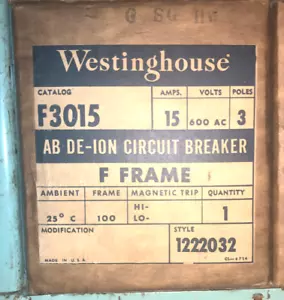 Westinghouse
CATALOG AMPS. VOLTS POLES
F3015 15 600 AC 3
AB DE-ION CIRCUIT BREAKER
F FRAME
AMBIENT FRAME MAGNETIC TRIP QUANTITY
25° C 100 HI- 1
LO-
MODIFICATION STYLE
1222032
MADE IN U.S.A.